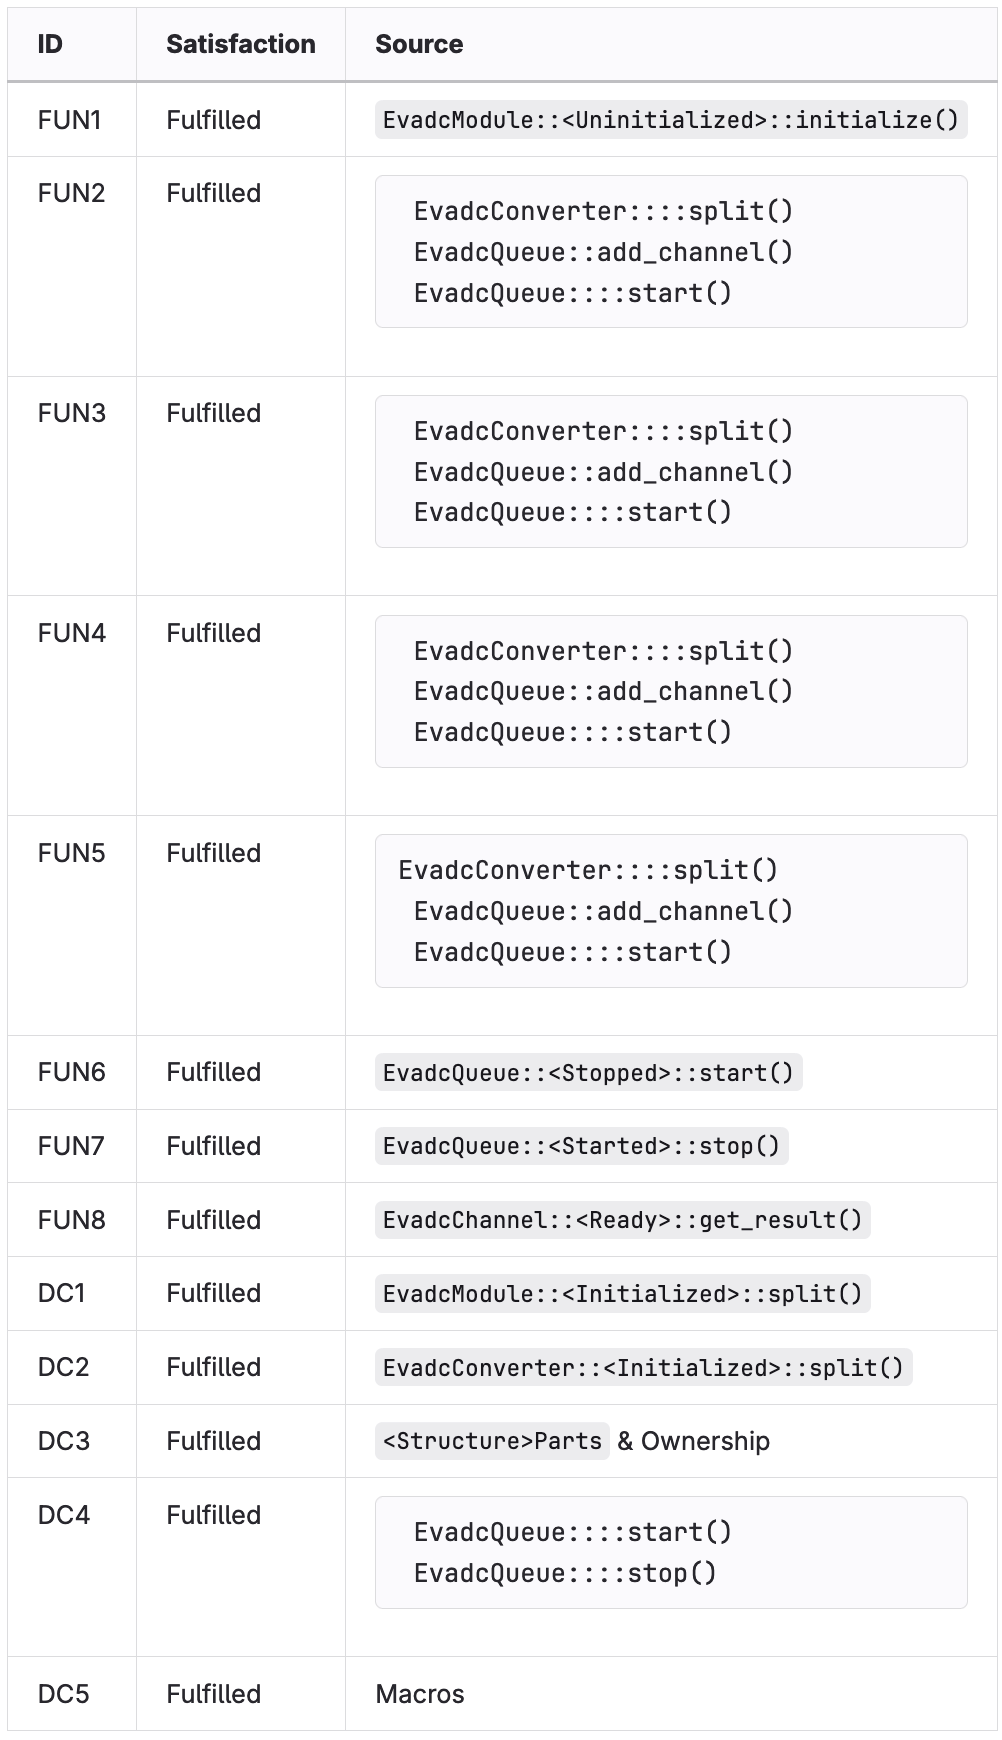 ID Satisfaction Source
FUN1 Fulfilled EvadcModule::<Uninitialized>::initialize()
FUN2 Fulfilled EvadcConverter::::split()
EvadcQueue::add_channel()
EvadcQueue::::start()
FUN3 Fulfilled EvadcConverter::::split()
EvadcQueue::add_channel()
EvadcQueue::::start()
FUN4 Fulfilled EvadcConverter::::split()
EvadcQueue::add_channel()
EvadcQueue::::start()
FUN5 Fulfilled EvadcConverter::::split()
EvadcQueue::add_channel()
EvadcQueue::::start()
FUN6 Fulfilled EvadcQueue::<Stopped>::start()
FUN7 Fulfilled EvadcQueue::<Started>::stop()
FUN8 Fulfilled EvadcChannel::<Ready>::get_result()
DC1 Fulfilled EvadcModule::<Initialized>::split()
DC2 Fulfilled EvadcConverter::<Initialized>::split()
DC3 Fulfilled <Structure>Parts & Ownership
DC4 Fulfilled EvadcQueue::::start()
EvadcQueue::::stop()
DC5 Fulfilled Macros